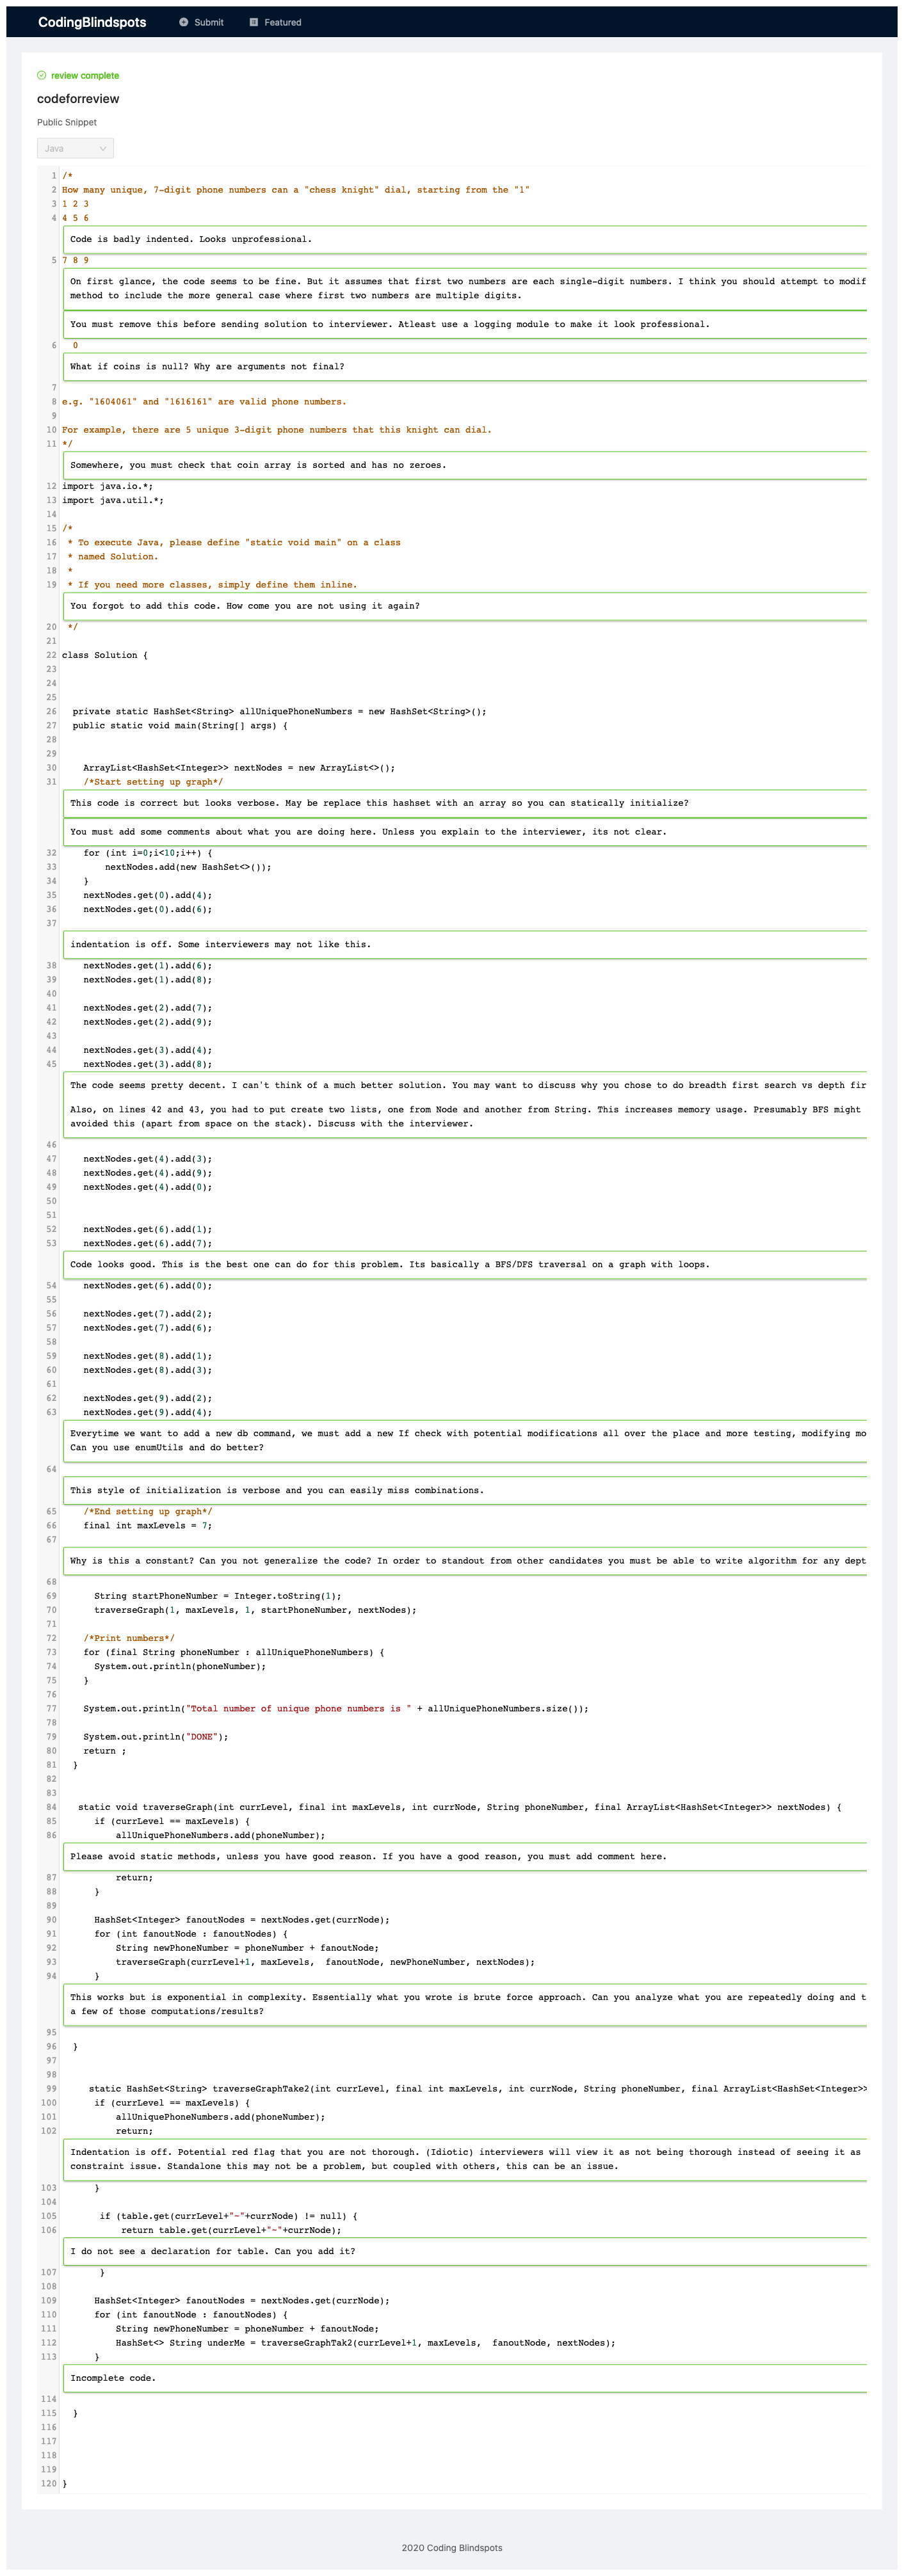 CodingBlindspots Submit Featured
review complete
codeforreview
Public Snippet
Java
1 /*
2 How many unique, 7-digit phone numbers can a "chess knight" dial, starting from the "1"
3 1 2 3
4 4 5 6
Code is badly indented. Looks unprofessional.
5 7 8 9
On first glance, the code seems to be fine. But it assumes that first two numbers are each single-digit numbers. I think you should attempt to modif
method to include the more general case where first two numbers are multiple digits.
You must remove this before sending solution to interviewer. Atleast use a logging module to make it look professional.
6   0
What if coins is null? Why are arguments not final?
7
8 e.g. "1604061" and "1616161" are valid phone numbers.
9
10 For example, there are 5 unique 3-digit phone numbers that this knight can dial.
11 */
Somewhere, you must check that coin array is sorted and has no zeroes.
12 import java.io.*;
13 import java.util.*;
14
15 /*
16  * To execute Java, please define "static void main" on a class
17  * named Solution.
18  *
19  * If you need more classes, simply define them inline.
You forgot to add this code. How come you are not using it again?
20  */
21
22 class Solution {
23
24
25
26   private static HashSet<String> allUniquePhoneNumbers = new HashSet<String>();
27   public static void main(String[] args) {
28
29
30     ArrayList<HashSet<Integer>> nextNodes = new ArrayList<>();
31     /*Start setting up graph*/
This code is correct but looks verbose. May be replace this hashset with an array so you can statically initialize?
You must add some comments about what you are doing here. Unless you explain to the interviewer, its not clear.
32     for (int i=0;i<10;i++) {
33         nextNodes.add(new HashSet<>());
34     }
35     nextNodes.get(0).add(4);
36     nextNodes.get(0).add(6);
37
indentation is off. Some interviewers may not like this.
38     nextNodes.get(1).add(6);
39     nextNodes.get(1).add(8);
40
41     nextNodes.get(2).add(7);
42     nextNodes.get(2).add(9);
43
44     nextNodes.get(3).add(4);
45     nextNodes.get(3).add(8);
The code seems pretty decent. I can't think of a much better solution. You may want to discuss why you chose to do breadth first search vs depth fir
Also, on lines 42 and 43, you had to put create two lists, one from Node and another from String. This increases memory usage. Presumably BFS might
avoided this (apart from space on the stack). Discuss with the interviewer.
46
47     nextNodes.get(4).add(3);
48     nextNodes.get(4).add(9);
49     nextNodes.get(4).add(0);
50
51
52     nextNodes.get(6).add(1);
53     nextNodes.get(6).add(7);
Code looks good. This is the best one can do for this problem. Its basically a BFS/DFS traversal on a graph with loops.
54     nextNodes.get(6).add(0);
55
56     nextNodes.get(7).add(2);
57     nextNodes.get(7).add(6);
58
59     nextNodes.get(8).add(1);
60     nextNodes.get(8).add(3);
61
62     nextNodes.get(9).add(2);
63     nextNodes.get(9).add(4);
Everytime we want to add a new db command, we must add a new If check with potential modifications all over the place and more testing, modifying mo
Can you use enumUtils and do better?
64
This style of initialization is verbose and you can easily miss combinations.
65     /*End setting up graph*/
66     final int maxLevels = 7;
67
Why is this a constant? Can you not generalize the code? In order to standout from other candidates you must be able to write algorithm for any dept
68
69       String startPhoneNumber = Integer.toString(1);
70       traverseGraph(1, maxLevels, 1, startPhoneNumber, nextNodes);
71
72     /*Print numbers*/
73     for (final String phoneNumber : allUniquePhoneNumbers) {
74       System.out.println(phoneNumber);
75     }
76
77     System.out.println("Total number of unique phone numbers is " + allUniquePhoneNumbers.size());
78
79     System.out.println("DONE");
80     return ;
81   }
82
83
84    static void traverseGraph(int currLevel, final int maxLevels, int currNode, String phoneNumber, final ArrayList<HashSet<Integer>> nextNodes) {
85       if (currLevel == maxLevels) {
86           allUniquePhoneNumbers.add(phoneNumber);
Please avoid static methods, unless you have good reason. If you have a good reason, you must add comment here.
87           return;
88       }
89
90       HashSet<Integer> fanoutNodes = nextNodes.get(currNode);
91       for (int fanoutNode : fanoutNodes) {
92           String newPhoneNumber = phoneNumber + fanoutNode;
93           traverseGraph(currLevel+1, maxLevels,  fanoutNode, newPhoneNumber, nextNodes);
94       }
This works but is exponential in complexity. Essentially what you wrote is brute force approach. Can you analyze what you are repeatedly doing and t
a few of those computations/results?
95
96   }
97
98
99      static HashSet<String> traverseGraphTake2(int currLevel, final int maxLevels, int currNode, String phoneNumber, final ArrayList<HashSet<Integer>>
100       if (currLevel == maxLevels) {
101           allUniquePhoneNumbers.add(phoneNumber);
102           return;
Indentation is off. Potential red flag that you are not thorough. (Idiotic) interviewers will view it as not being thorough instead of seeing it as
constraint issue. Standalone this may not be a problem, but coupled with others, this can be an issue.
103       }
104
105        if (table.get(currLevel+"~"+currNode) != null) {
106            return table.get(currLevel+"~"+currNode);
I do not see a declaration for table. Can you add it?
107        }
108
109       HashSet<Integer> fanoutNodes = nextNodes.get(currNode);
110       for (int fanoutNode : fanoutNodes) {
111           String newPhoneNumber = phoneNumber + fanoutNode;
112           HashSet<> String underMe = traverseGraphTak2(currLevel+1, maxLevels,  fanoutNode, nextNodes);
113       }
Incomplete code.
114
115   }
116
117
118
119
120 }
2020 Coding Blindspots